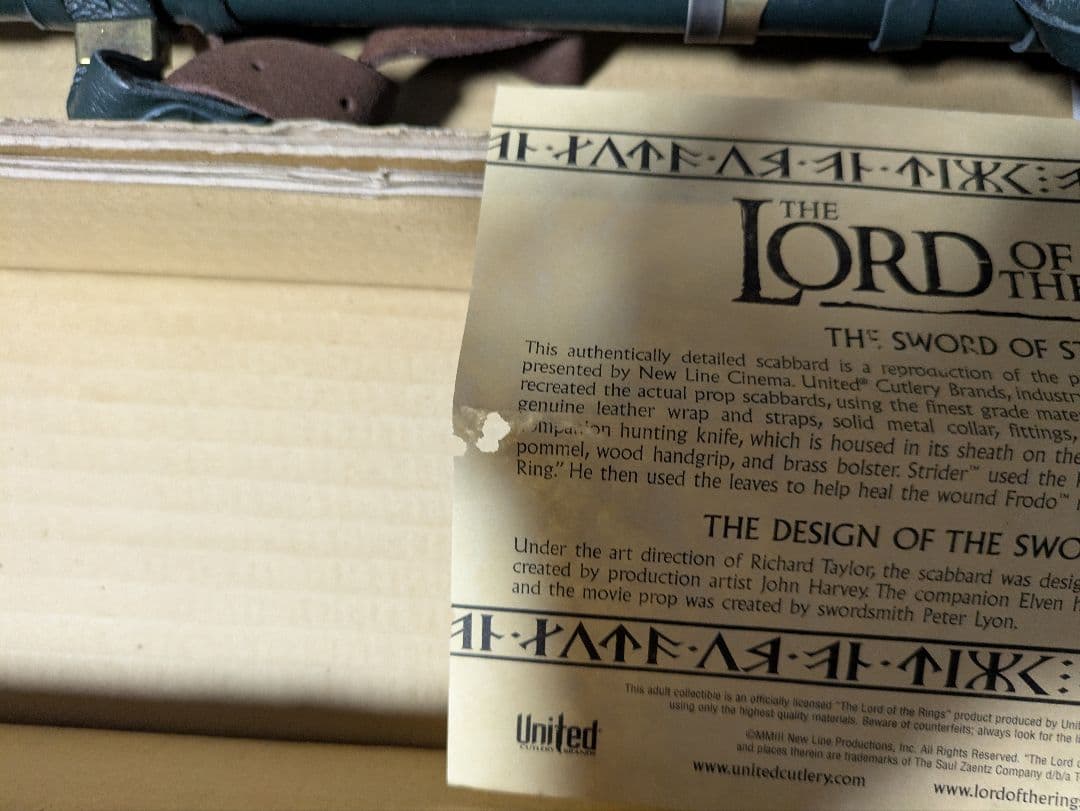 THE
LORD OF
THE
THE SWORD OF
This authentically detailed scabbard is a reproduction of the
presented by New Line Cinema. United® Cutlery Brands,
recreated the actual prop scabbards, using the finest grade
genuine leather wrap and straps, solid metal collar, fittings,
hunting knife, which is housed in its sheath on the
pommel, wood handgrip, and brass bolster. Strider™ used the
Ring." He then used the leaves to help heal the wound Frodo™
THE DESIGN OF THE
Under the art direction of Richard Taylor, the scabbard was
created by production artist John Harvey. The companion Elven
and the movie prop was created by swordsmith Peter Lyon.
This adult collectible is an officially licensed "The Lord of the Rings" product produced by
using only the highest quality materials. Beware of counterfeits; always look for the
United
CUTLERY BRANDS
©MMIII New Line Productions, Inc. All Rights Reserved. "The Lord
and places therein are trademarks of The Saul Zaentz Company d/b/a
www.unitedcutlery.com
www.lordofthering